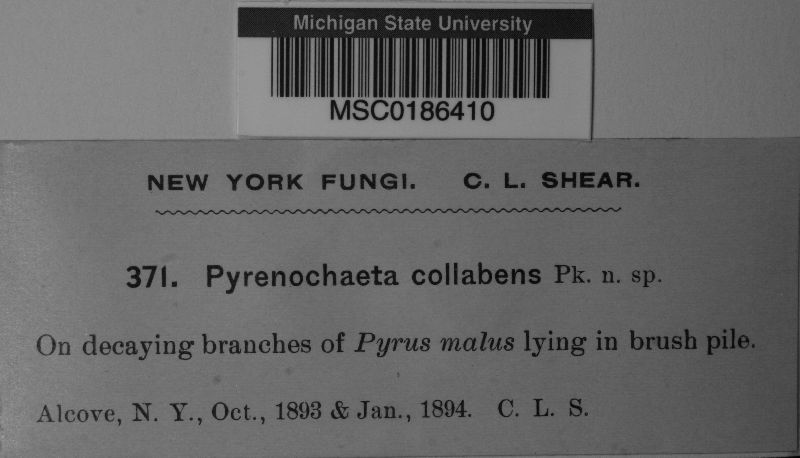 Michigan State University
MSC0186410
NEW YORK FUNGI. C. L. SHEAR.
371. Pyrenochaeta collabens Pk. n. sp.
On decaying branches of Pyrus malus lying in brush pile.
Alcove, N. Y., Oct., 1893 & Jan., 1894. C. L. S.